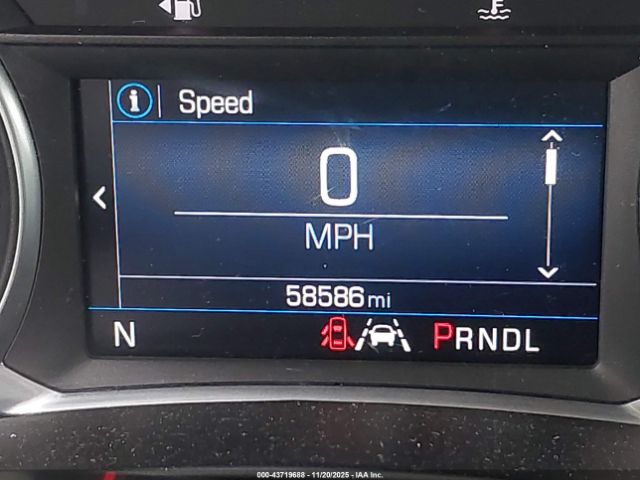 Speed
0
MPH
58586 mi
N PRNDL
000-43719688 - 11/20/2025 - IAA Inc.